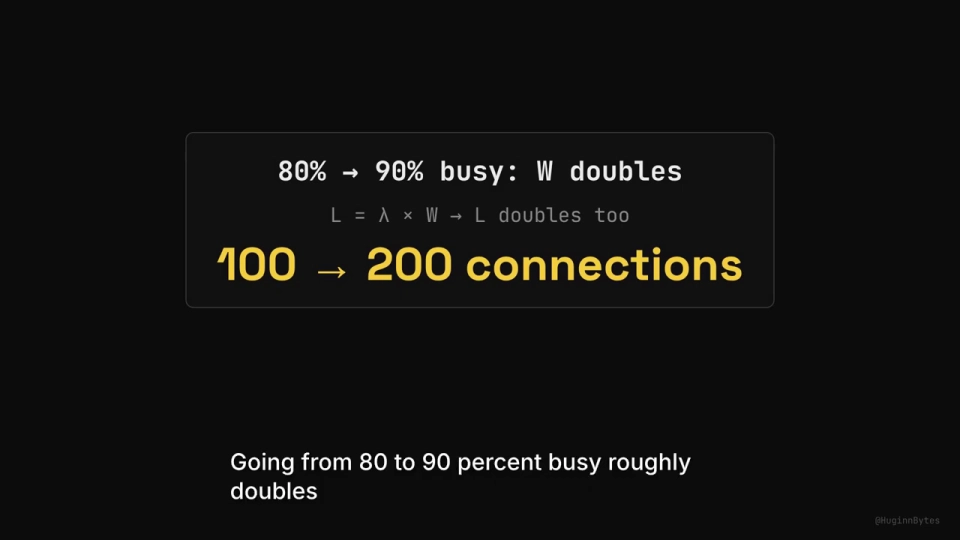 80% → 90% busy: W doubles
L = λ × W → L doubles too
100 → 200 connections
Going from 80 to 90 percent busy roughly
doubles
@HuginnBytes